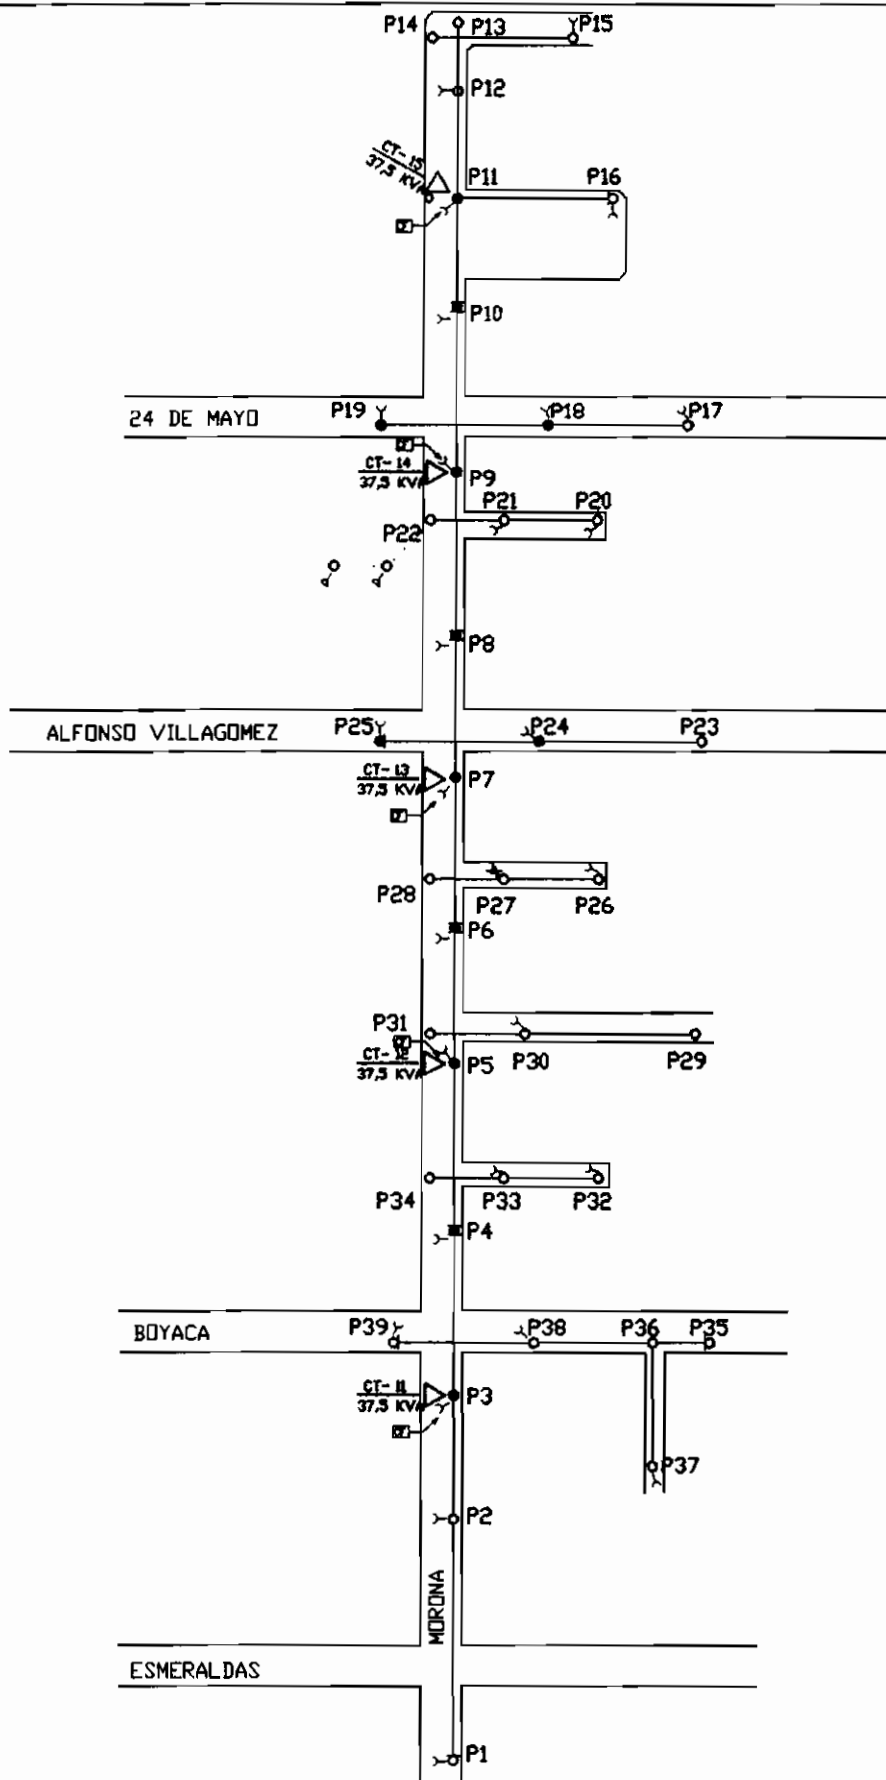 P14
P13
P15
P12
CT-15
37,5 KVA
P11
P16
P10
24 DE MAYO
P19
P18
P17
CT-14
37,5 KVA
P9
P21
P20
P22
P8
ALFONSO VILLAGOMEZ
P25
P24
P23
CT-13
37,5 KVA
P7
P28
P27
P26
P6
P31
CT-12
37,5 KVA
P5
P30
P29
P34
P33
P32
P4
BOYACA
P39
P38
P36
P35
CT-11
37,5 KVA
P3
P37
P2
MORONA
ESMERALDAS
P1